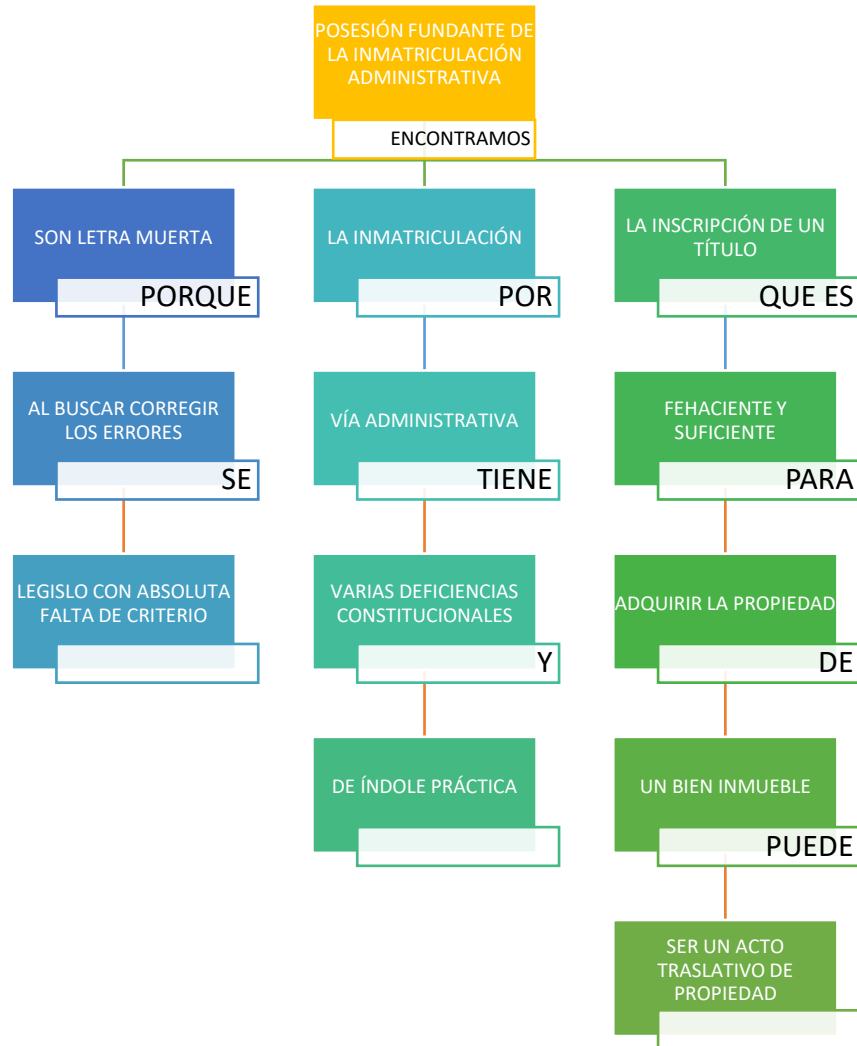 POSESIÓN FUNDANTE DE
LA INMATRICULACIÓN
ADMINISTRATIVA
ENCONTRAMOS
SON LETRA MUERTA
PORQUE
AL BUSCAR CORREGIR
LOS ERRORES
SE
LEGISLO CON ABSOLUTA
FALTA DE CRITERIO
LA INMATRICULACIÓN
POR
VÍA ADMINISTRATIVA
TIENE
VARIAS DEFICIENCIAS
CONSTITUCIONALES
Y
DE ÍNDOLE PRÁCTICA
LA INSCRIPCIÓN DE UN
TÍTULO
QUE ES
FEHACIENTE Y
SUFICIENTE
PARA
ADQUIRIR LA PROPIEDAD
DE
UN BIEN INMUEBLE
PUEDE
SER UN ACTO
TRASLATIVO DE
PROPIEDAD